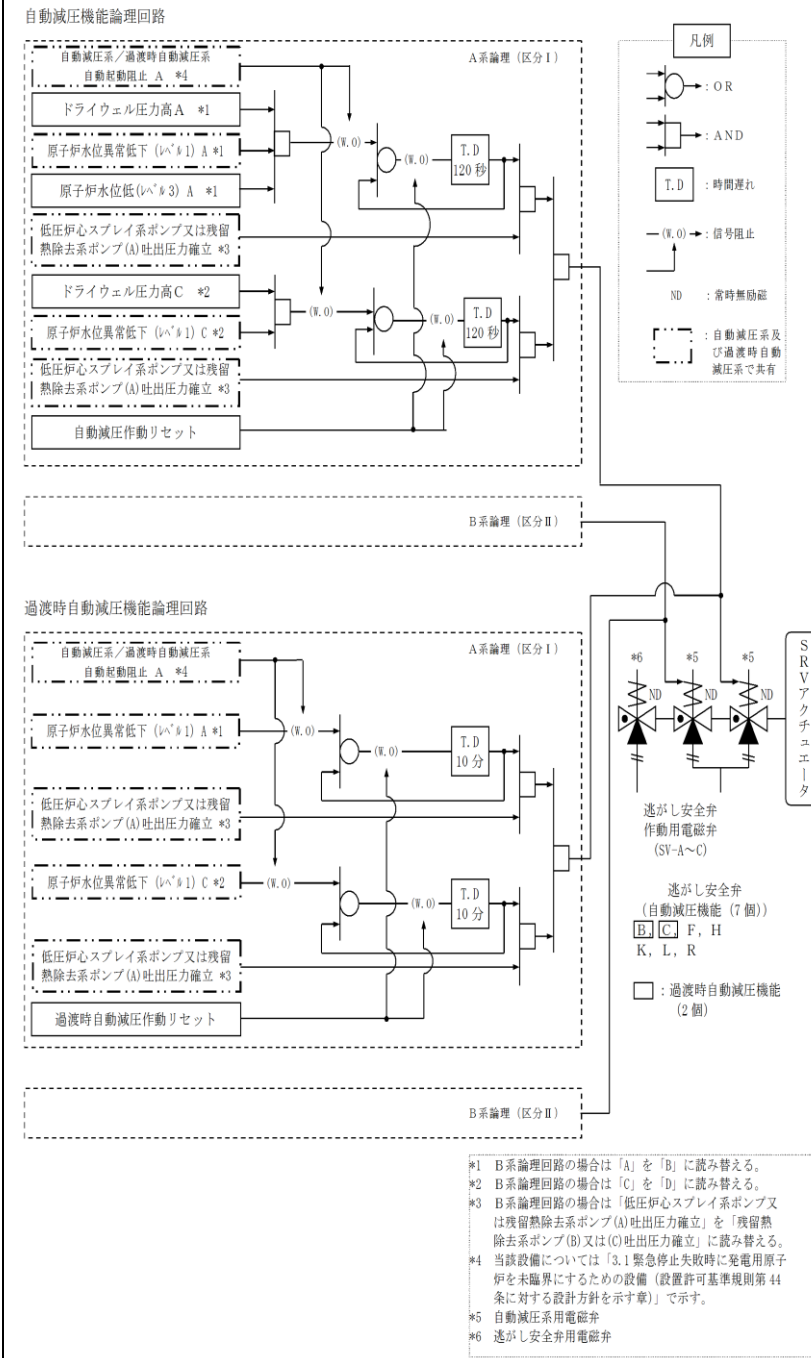 自動減圧機能論理回路
自動減圧系／過渡時自動減圧系
自動起動阻止 A *4
A系論理（区分Ⅰ）
ドライウェル圧力高A *1
原子炉水位異常低下（ﾚﾍﾞﾙ1）A *1
原子炉水位低(ﾚﾍﾞﾙ3) A *1
低圧炉心スプレイ系ポンプ又は残留
熱除去系ポンプ(A)吐出圧力確立 *3
ドライウェル圧力高C *2
原子炉水位異常低下（ﾚﾍﾞﾙ1）C *2
低圧炉心スプレイ系ポンプ又は残留
熱除去系ポンプ(A)吐出圧力確立 *3
自動減圧作動リセット
(W.O)
(W.O)
T.D
120秒
(W.O)
(W.O)
T.D
120秒
B系論理（区分Ⅱ）
凡例
：OR
：AND
T.D ：時間遅れ
(W.O) ：信号阻止
ND ：常時無励磁
：自動減圧系及
び過渡時自動
減圧系で共有
過渡時自動減圧機能論理回路
自動減圧系／過渡時自動減圧系
自動起動阻止 A *4
A系論理（区分Ⅰ）
原子炉水位異常低下（ﾚﾍﾞﾙ1）A *1
低圧炉心スプレイ系ポンプ又は残留
熱除去系ポンプ(A)吐出圧力確立 *3
原子炉水位異常低下（ﾚﾍﾞﾙ1）C *2
低圧炉心スプレイ系ポンプ又は残留
熱除去系ポンプ(A)吐出圧力確立 *3
過渡時自動減圧作動リセット
(W.O)
(W.O)
T.D
10分
(W.O)
(W.O)
T.D
10分
B系論理（区分Ⅱ）
*6 *5 *5
ND ND ND
SRVアクチュエータ
逃がし安全弁
作動用電磁弁
(SV-A～C)
逃がし安全弁
（自動減圧機能（7個））
B, C, F, H
K, L, R
：過渡時自動減圧機能
（2個）
*1 B系論理回路の場合は「A」を「B」に読み替える。
*2 B系論理回路の場合は「C」を「D」に読み替える。
*3 B系論理回路の場合は「低圧炉心スプレイ系ポンプ又
は残留熱除去系ポンプ(A)吐出圧力確立」を「残留熱
除去系ポンプ(B)又は(C)吐出圧力確立」に読み替える。
*4 当該設備については「3.1 緊急停止失敗時に発電用原子
炉を未臨界にするための設備（設置許可基準規則第44
条に対する設計方針を示す章）」で示す。
*5 自動減圧系用電磁弁
*6 逃がし安全弁用電磁弁